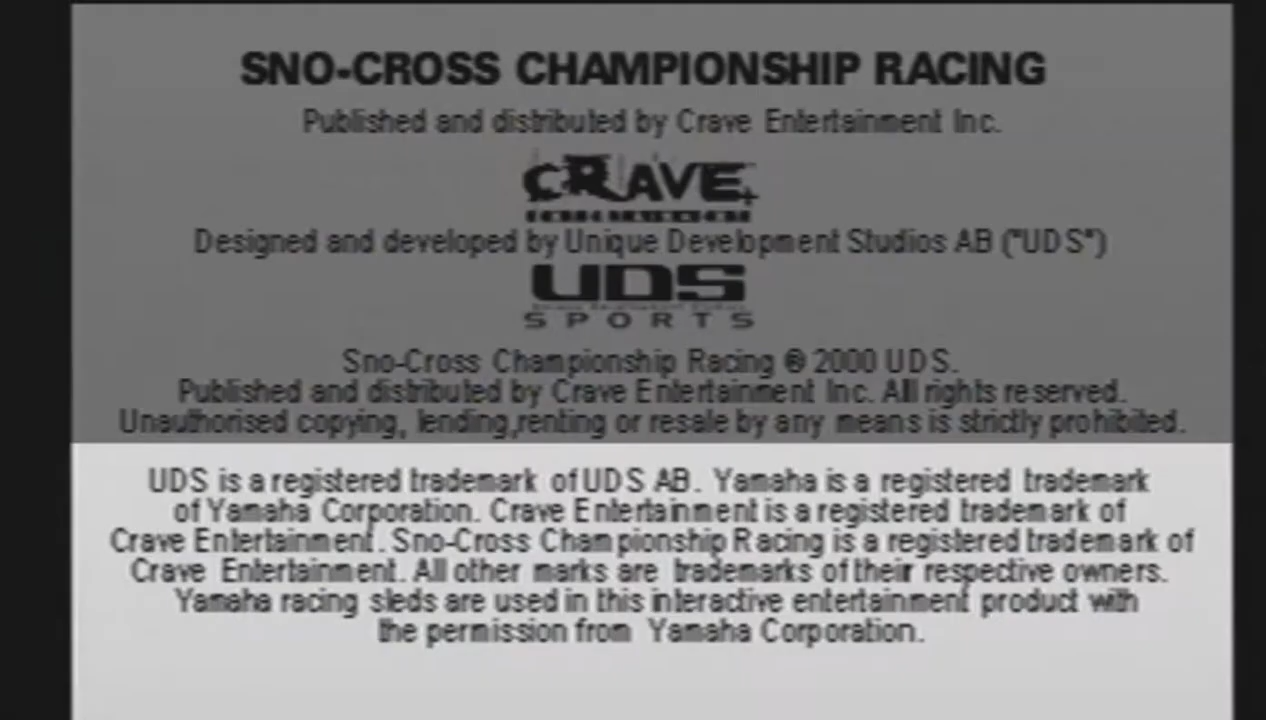 SNO-CROSS CHAMPIONSHIP RACING
Published and distributed by Crave Entertainment Inc.
CRAVE
Designed and developed by Unique Development Studios AB ("UDS")
UDS
SPORTS
Sno-Cross Championship Racing ® 2000 UDS.
Published and distributed by Crave Entertainment Inc. All rights reserved.
Unauthorised copying, lending,renting or resale by any means is strictly prohibited.
UDS is a registered trademark of UDS AB. Yamaha is a registered trademark
of Yamaha Corporation. Crave Entertainment is a registered trademark of
Crave Entertainment. Sno-Cross Championship Racing is a registered trademark of
Crave Entertainment. All other marks are trademarks of their respective owners.
Yamaha racing sleds are used in this interactive entertainment product with
the permission from Yamaha Corporation.